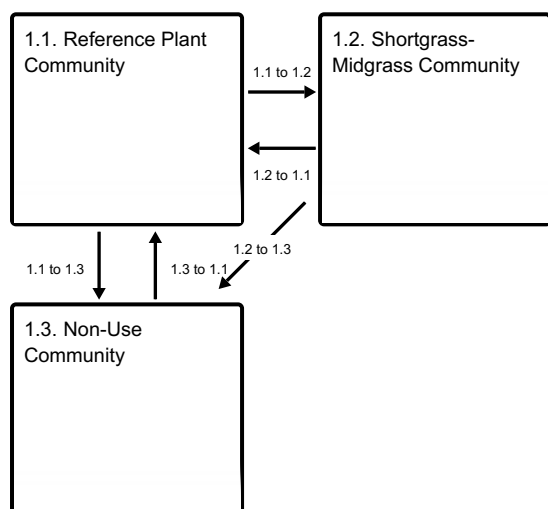 1.1. Reference Plant
Community
1.2. Shortgrass-
Midgrass Community
1.1 to 1.2
1.2 to 1.1
1.2 to 1.3
1.1 to 1.3
1.3 to 1.1
1.3. Non-Use
Community